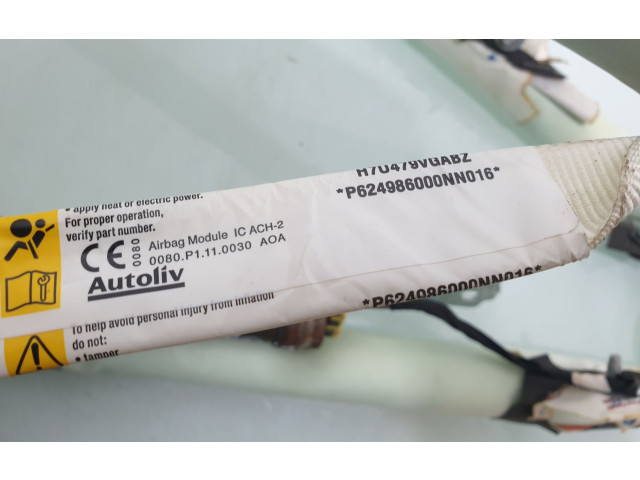 • apply heat or electric power.
For proper operation,
verify part number.
CE 0080
Airbag Module IC ACH-2
0080.P1.11.0030 AOA
Autoliv
H7U479VGABZ
*P624986000NN016*
*P624986000NN016*
To help avoid personal injury from inflation
do not:
• tamper